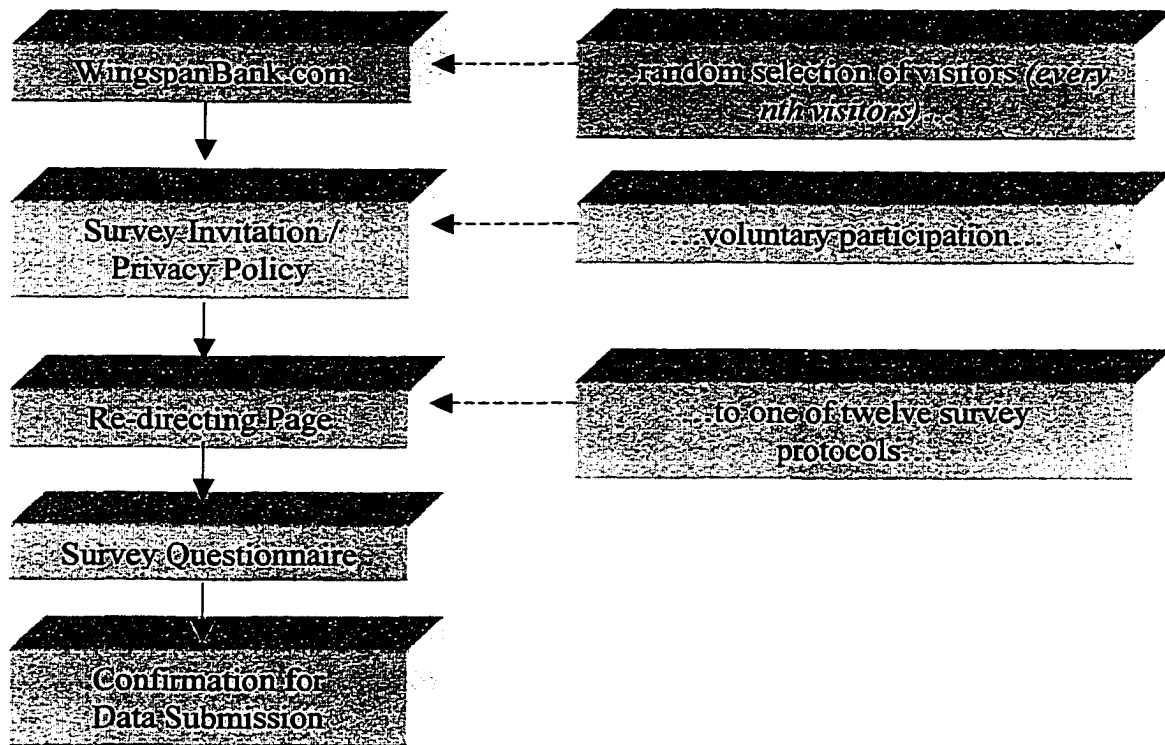 WingspanBank.com
…random selection of visitors (every
nth visitors)…
Survey Invitation /
Privacy Policy
…voluntary participation…
Re-directing Page
…to one of twelve survey
protocols…
Survey Questionnaire
Confirmation for
Data Submission